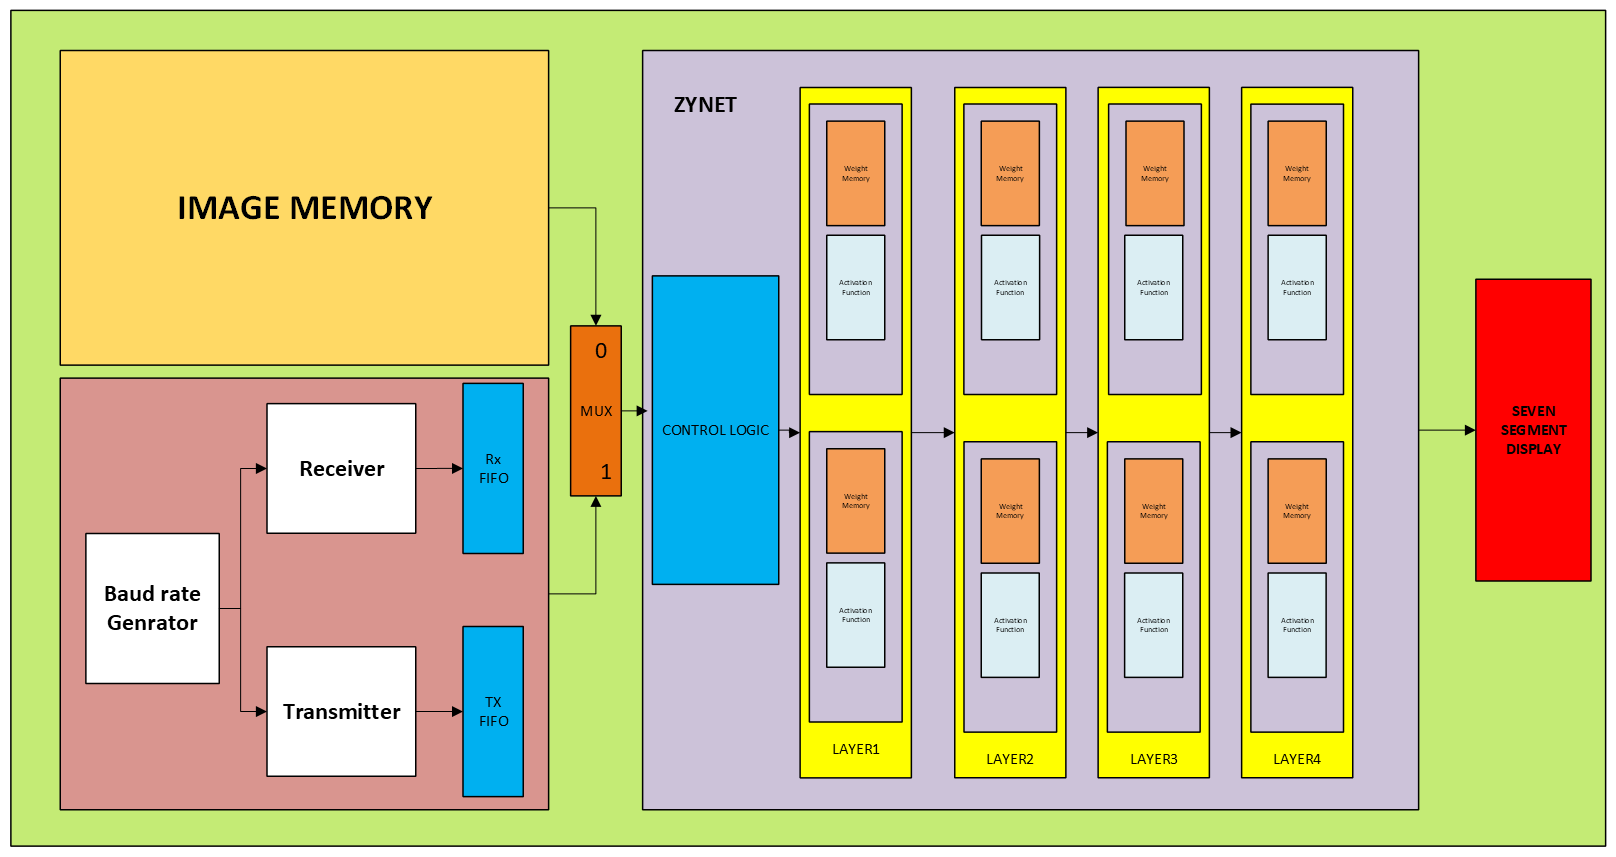 IMAGE MEMORY
Receiver
Rx
FIFO
Baud rate
Genrator
Transmitter
TX
FIFO
0
MUX
1
ZYNET
CONTROL LOGIC
Weight
Memory
Activation
Function
Weight
Memory
Activation
Function
LAYER1
Weight
Memory
Activation
Function
Weight
Memory
Activation
Function
LAYER2
Weight
Memory
Activation
Function
Weight
Memory
Activation
Function
LAYER3
Weight
Memory
Activation
Function
Weight
Memory
Activation
Function
LAYER4
SEVEN
SEGMENT
DISPLAY